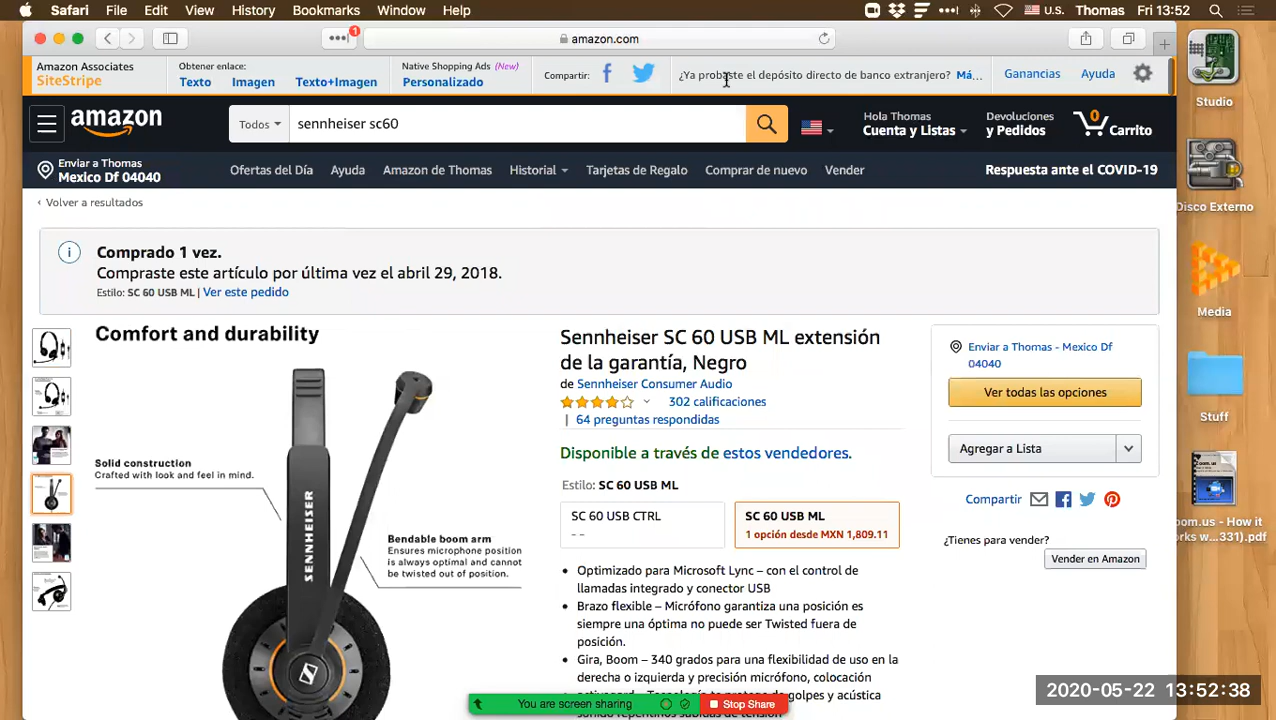 Safari File Edit View History Bookmarks Window Help
U.S. Thomas Fri 13:52
1
amazon.com
Amazon Associates
SiteStripe
Obtener enlace:
Texto Imagen Texto+Imagen
Native Shopping Ads (New)
Personalizado
Compartir:
¿Ya probaste el depósito directo de banco extranjero? Má...
Ganancias Ayuda
amazon
Todos
sennheiser sc60
Hola Thomas
Cuenta y Listas
Devoluciones
y Pedidos
0
Carrito
Enviar a Thomas
Mexico Df 04040
Ofertas del Día Ayuda Amazon de Thomas Historial Tarjetas de Regalo Comprar de nuevo Vender
Respuesta ante el COVID-19
‹ Volver a resultados
Comprado 1 vez.
Compraste este artículo por última vez el abril 29, 2018.
Estilo: SC 60 USB ML | Ver este pedido
Comfort and durability
Solid construction
Crafted with look and feel in mind.
SENNHEISER
Bendable boom arm
Ensures microphone position
is always optimal and cannot
be twisted out of position.
Sennheiser SC 60 USB ML extensión
de la garantía, Negro
de Sennheiser Consumer Audio
302 calificaciones
| 64 preguntas respondidas
Disponible a través de estos vendedores.
Estilo: SC 60 USB ML
SC 60 USB CTRL
- -
SC 60 USB ML
1 opción desde MXN 1,809.11
• Optimizado para Microsoft Lync – con el control de
llamadas integrado y conector USB
• Brazo flexible – Micrófono garantiza una posición es
siempre una óptima no puede ser Twisted fuera de
posición.
• Gira, Boom – 340 grados para una flexibilidad de uso en la
derecha o izquierda y precisión micrófono, colocación
golpes y acústica
Enviar a Thomas - Mexico Df
04040
Ver todas las opciones
Agregar a Lista
Compartir
¿Tienes para vender?
Vender en Amazon
Studio
Disco Externo
Media
Stuff
oom.us - How it
orks w...331).pdf
You are screen sharing
Stop Share
2020-05-22 13:52:38